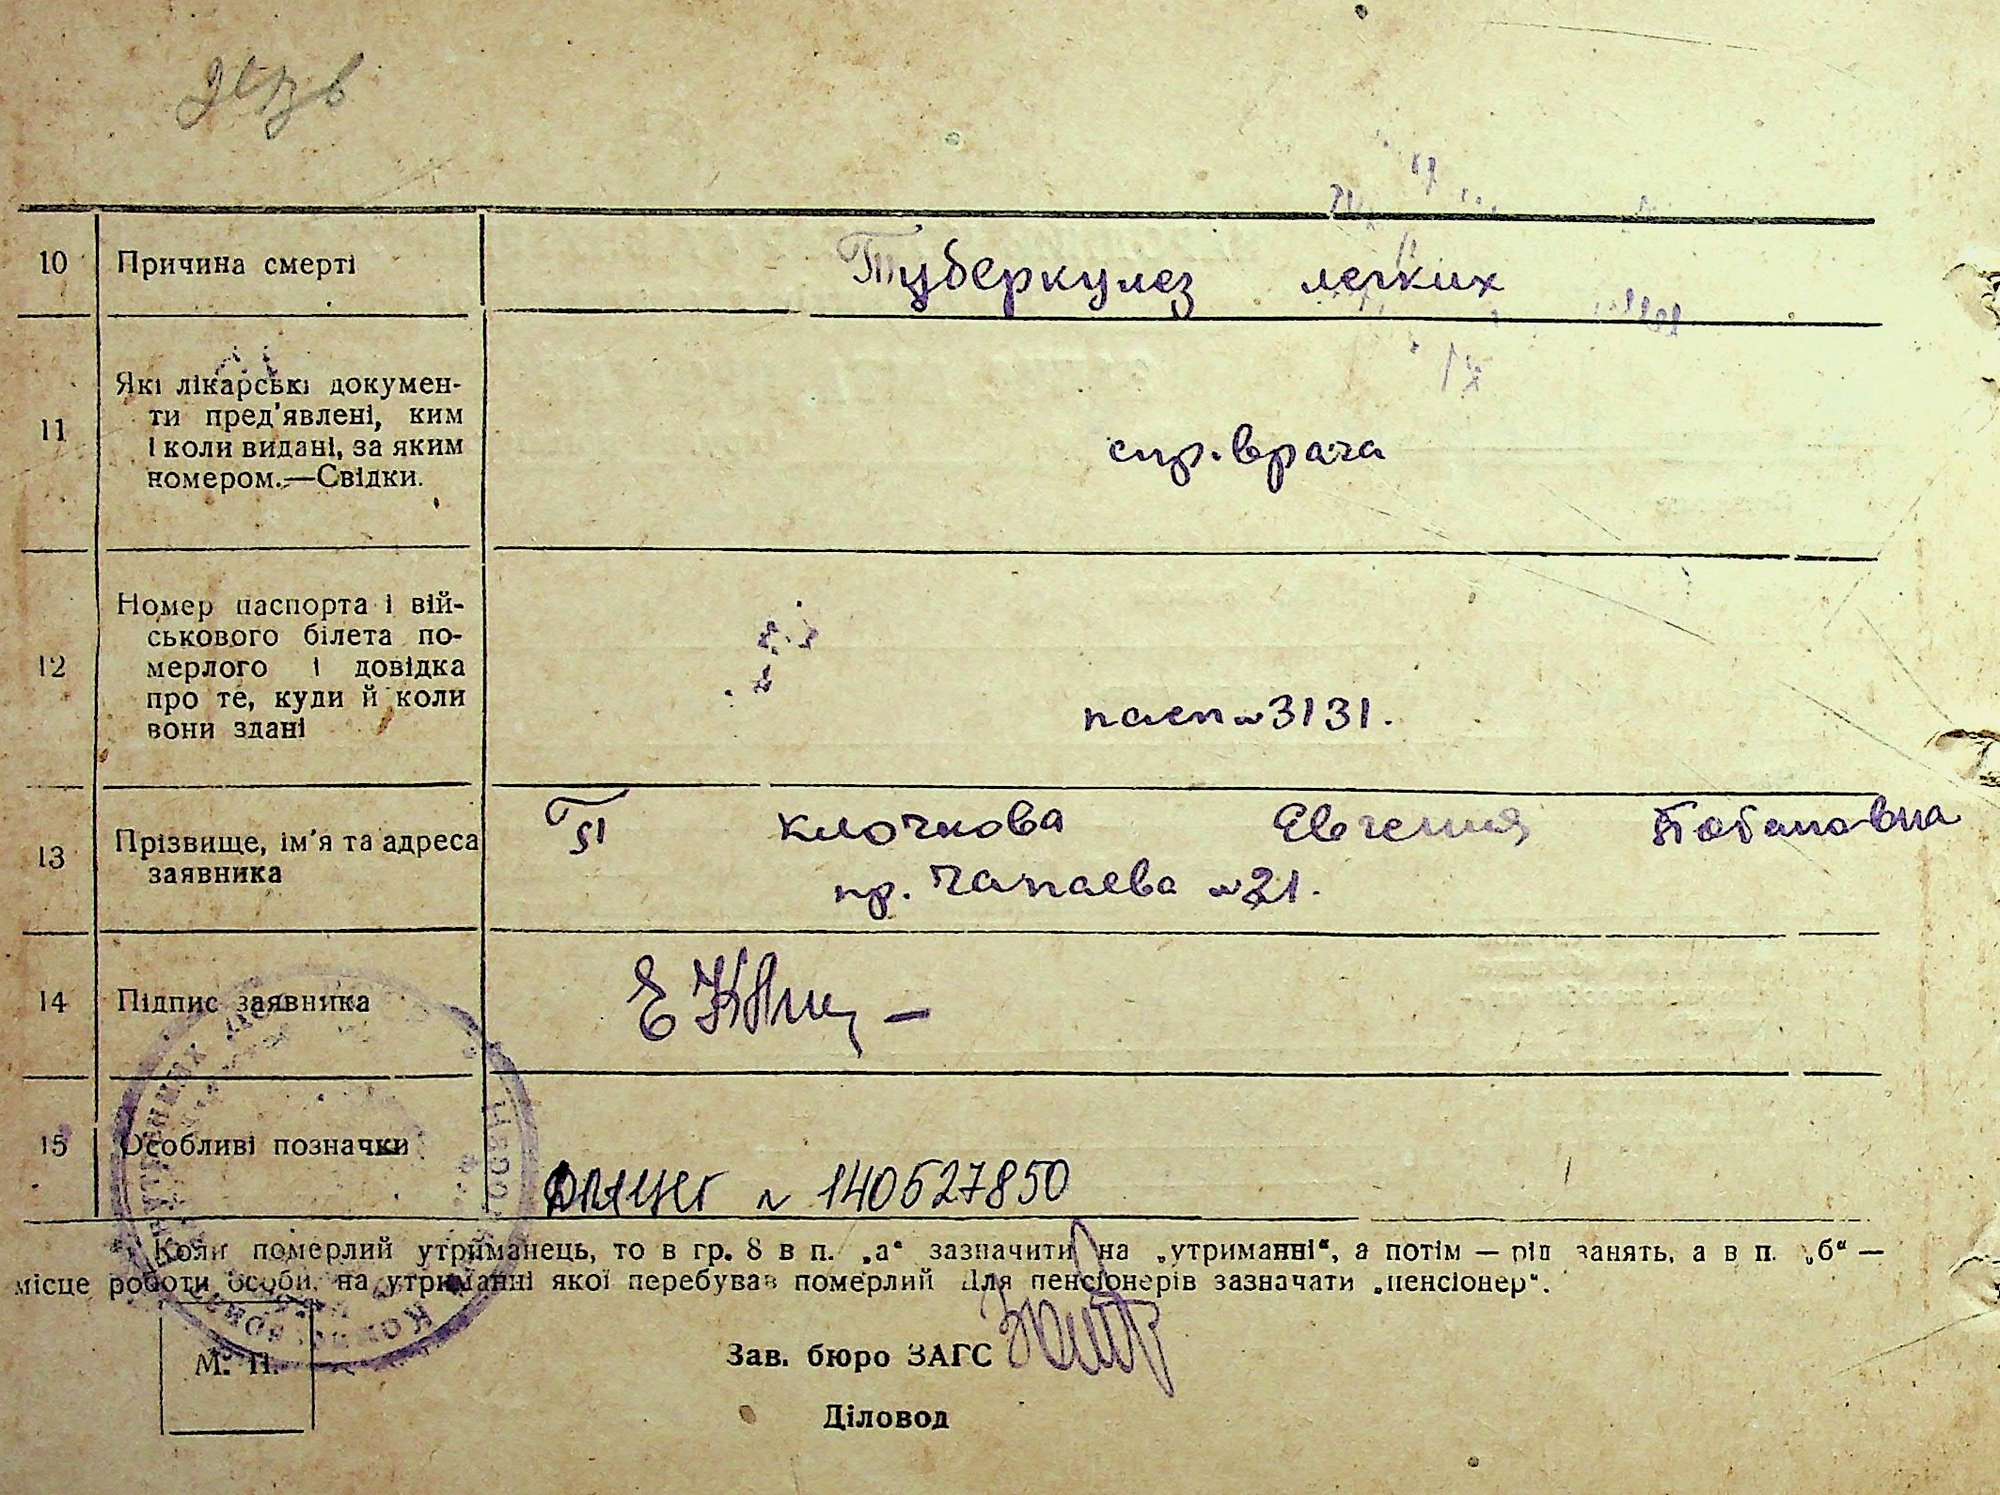 10 Причина смерті Туберкулез легких
11 Які лікарські докумен-
ти пред'явлені, ким
і коли видані, за яким
номером.—Свідки.
спр. врача
12 Номер паспорта і вій-
ськового білета по-
мерлого і довідка
про те, куди й коли
вони здані
пасп № 3131.
13 Прізвище, ім'я та адреса
заявника
Клочкова Евгения
пр. Чапаева № 21.
14 Підпис заявника
15 Особливі позначки
№ 140527850
Коли померлий утриманець, то в гр. 8 в п. „а“ зазначити на „утриманні“, а потім — рід занять, а в п. „б“ —
місце роботи особи, на утриманні якої перебував померлий Для пенсіонерів зазначати „пенсіонер“.
М. П.
Зав. бюро ЗАГС
Діловод